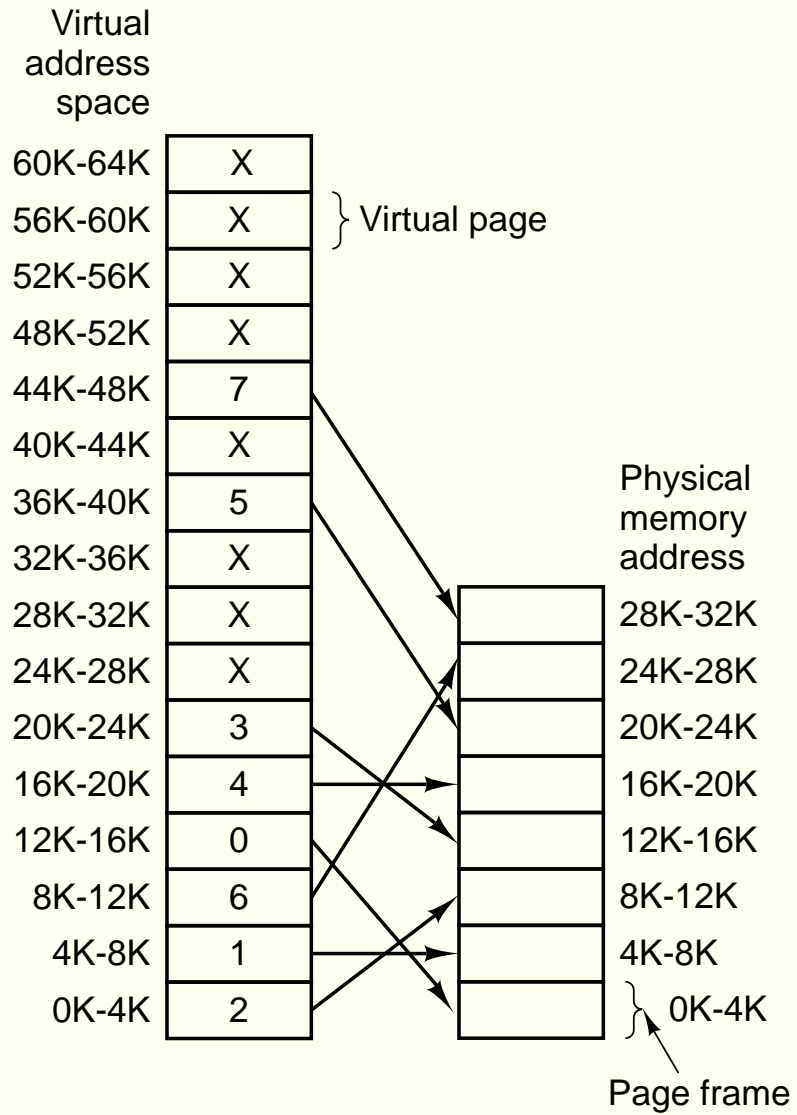 Virtual
address
space
60K-64K X
56K-60K X Virtual page
52K-56K X
48K-52K X
44K-48K 7
40K-44K X
36K-40K 5
32K-36K X
28K-32K X
24K-28K X
20K-24K 3
16K-20K 4
12K-16K 0
8K-12K 6
4K-8K 1
0K-4K 2
Physical
memory
address
28K-32K
24K-28K
20K-24K
16K-20K
12K-16K
8K-12K
4K-8K
0K-4K
Page frame